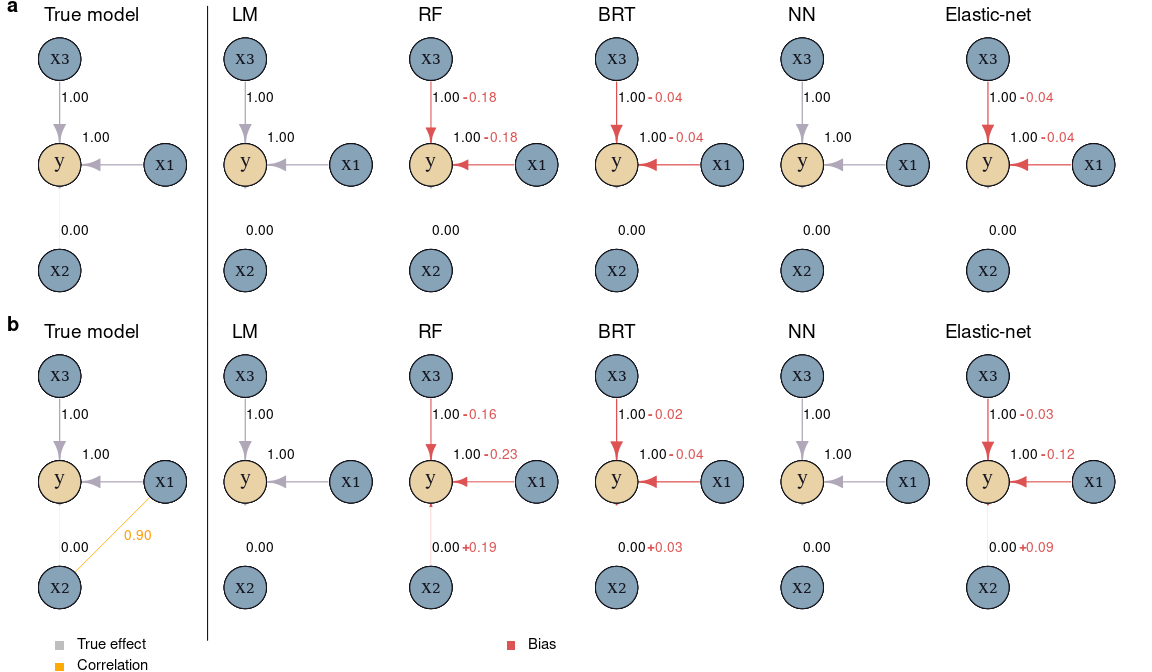 a
True model LM RF BRT NN Elastic-net
X3 X3 X3 X3 X3 X3
1.00 1.00 1.00 -0.18 1.00 -0.04 1.00 1.00 -0.04
1.00 1.00 1.00 -0.18 1.00 -0.04 1.00 1.00 -0.04
y X1 y X1 y X1 y X1 y X1 y X1
0.00 0.00 0.00 0.00 0.00 0.00
X2 X2 X2 X2 X2 X2
b
True model LM RF BRT NN Elastic-net
X3 X3 X3 X3 X3 X3
1.00 1.00 1.00 -0.16 1.00 -0.02 1.00 1.00 -0.03
1.00 1.00 1.00 -0.23 1.00 -0.04 1.00 1.00 -0.12
y X1 y X1 y X1 y X1 y X1 y X1
0.90
0.00 0.00 0.00 +0.19 0.00 +0.03 0.00 0.00 +0.09
X2 X2 X2 X2 X2 X2
True effect Bias
Correlation